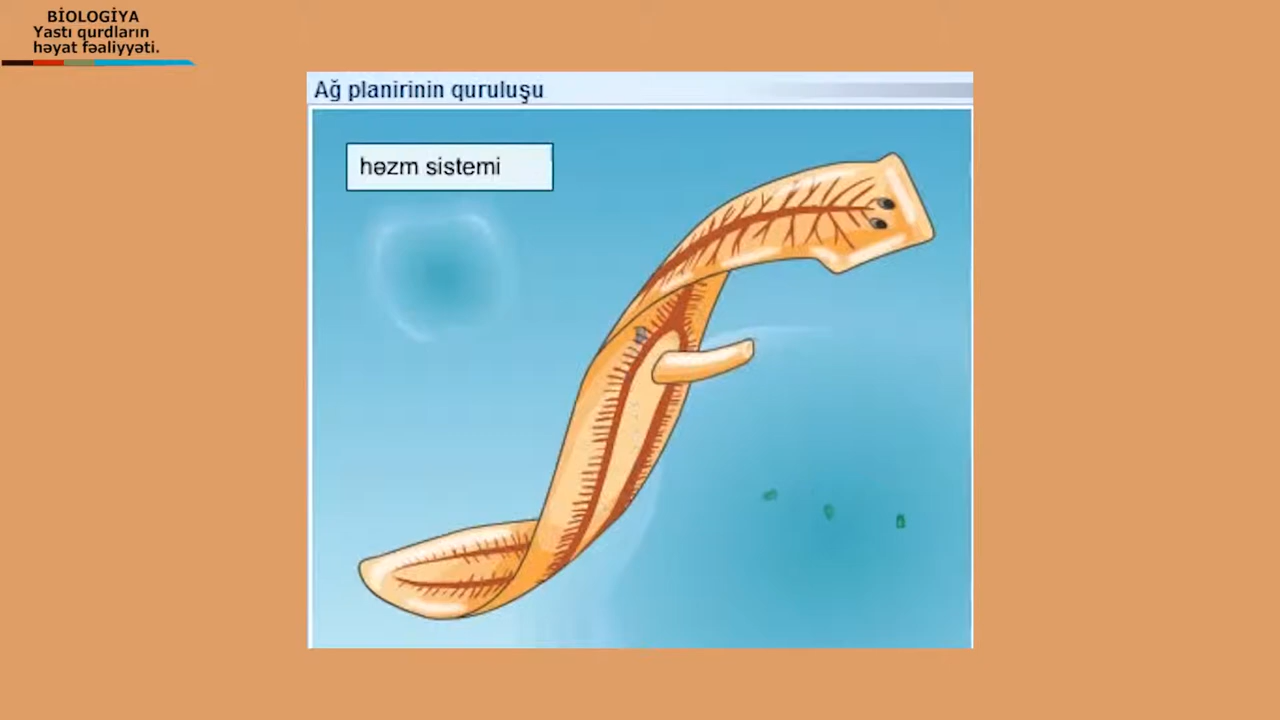 BİOLOGİYA
Yastı qurdların
həyat fəaliyyəti.
Ağ planirinin quruluşu
həzm sistemi